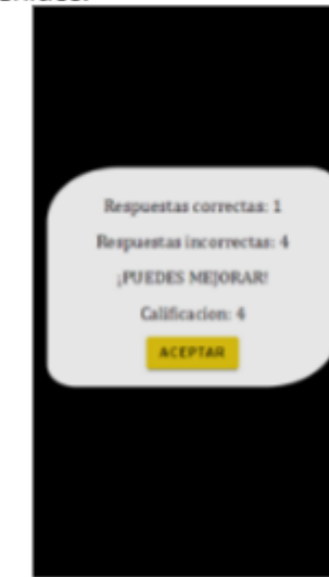 Respuestas correctas: 1
Respuestas incorrectas: 4
¡PUEDES MEJORAR!
Calificacion: 4
ACEPTAR